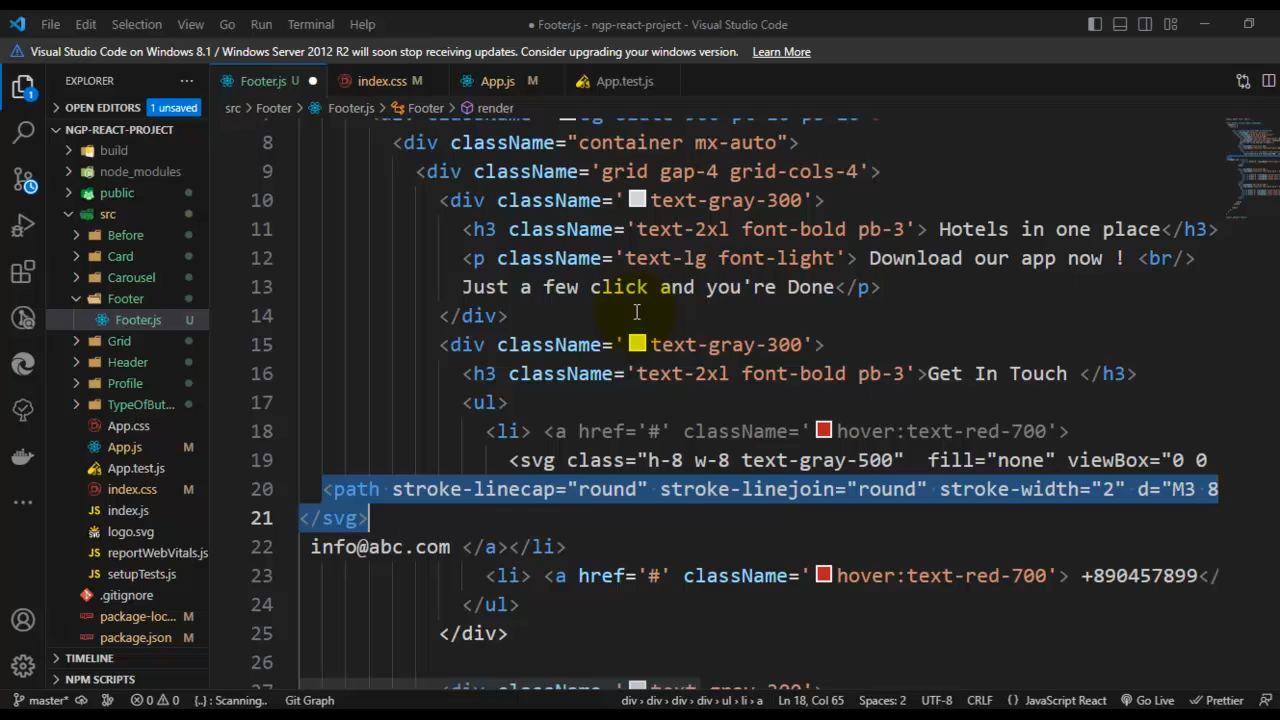 File Edit Selection View Go Run Terminal Help
● Footer.js - ngp-react-project - Visual Studio Code
Visual Studio Code on Windows 8.1 / Windows Server 2012 R2 will soon stop receiving updates. Consider upgrading your windows version. Learn More
EXPLORER
Footer.js U
index.css M
App.js M
App.test.js
OPEN EDITORS 1 unsaved
src > Footer > Footer.js > Footer > render
NGP-REACT-PROJECT
build
node_modules
public
src
Before
Card
Carousel
Footer
Footer.js U
Grid
Header
Profile
TypeOfBut...
App.css
App.js M
App.test.js
index.css M
index.js
logo.svg
reportWebVitals.js
setupTests.js
.gitignore
package-loc... M
package.json M
TIMELINE
NPM SCRIPTS
8 <div className="container mx-auto">
9 <div className='grid gap-4 grid-cols-4'>
10 <div className='text-gray-300'>
11 <h3 className='text-2xl font-bold pb-3'> Hotels in one place</h3>
12 <p className='text-lg font-light'> Download our app now ! <br/>
13 Just a few click and you're Done</p>
14 </div>
15 <div className='text-gray-300'>
16 <h3 className='text-2xl font-bold pb-3'>Get In Touch </h3>
17 <ul>
18 <li> <a href='#' className='hover:text-red-700'>
19 <svg class="h-8 w-8 text-gray-500"  fill="none" viewBox="0 0
20 <path stroke-linecap="round" stroke-linejoin="round" stroke-width="2" d="M3 8
21 </svg>
22 info@abc.com </a></li>
23 <li> <a href='#' className='hover:text-red-700'> +890457899</
24 </ul>
25 </div>
26
master* 0 0 {..} : Scanning.. Git Graph div › div › div › div › ul › li › a Ln 18, Col 65 Spaces: 2 UTF-8 CRLF {} JavaScript React Go Live Prettier